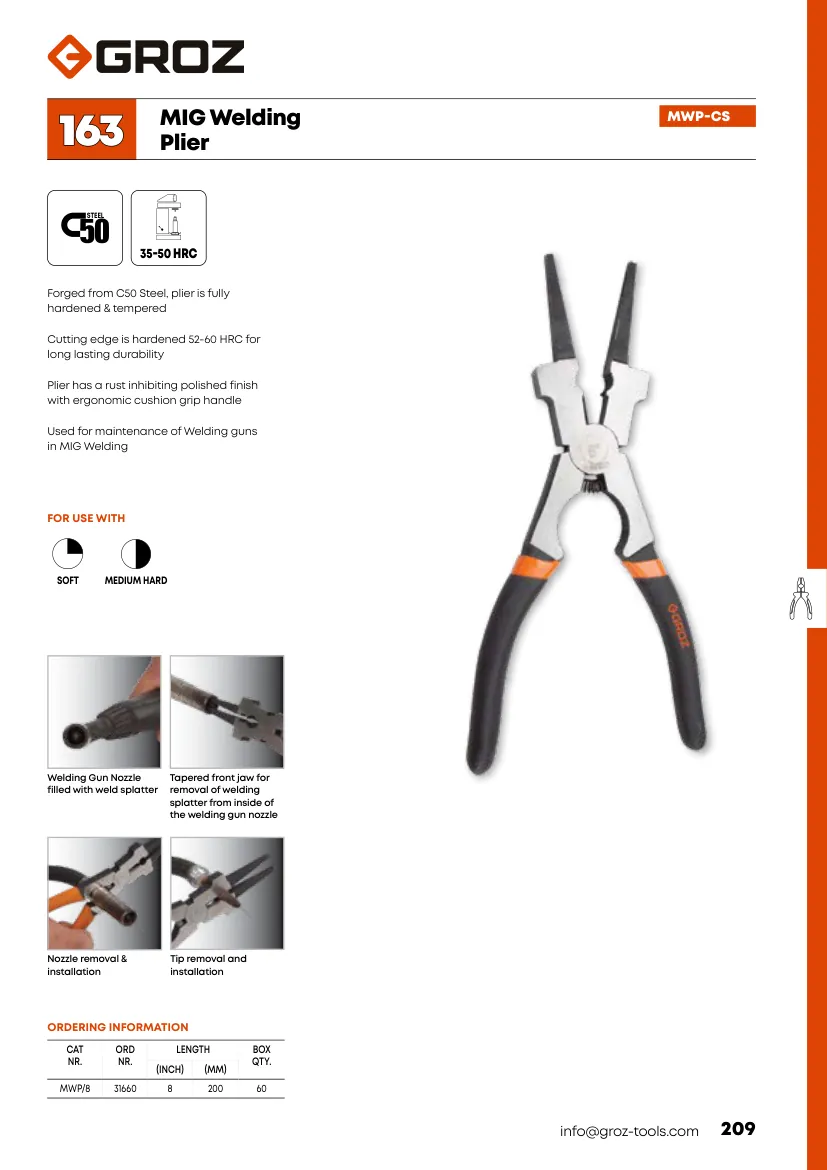 GROZ
163
MIG Welding
Plier
MWP-CS
STEEL
C50
35-50 HRC
Forged from C50 Steel, plier is fully
hardened & tempered
Cutting edge is hardened 52-60 HRC for
long lasting durability
Plier has a rust inhibiting polished finish
with ergonomic cushion grip handle
Used for maintenance of Welding guns
in MIG Welding
FOR USE WITH
SOFT
MEDIUM HARD
GROZ
Welding Gun Nozzle
filled with weld splatter
Tapered front jaw for
removal of welding
splatter from inside of
the welding gun nozzle
Nozzle removal &
installation
Tip removal and
installation
ORDERING INFORMATION
CAT NR. ORD NR. LENGTH BOX QTY.
(INCH) (MM)
MWP/8 31660 8 200 60
info@groz-tools.com 209